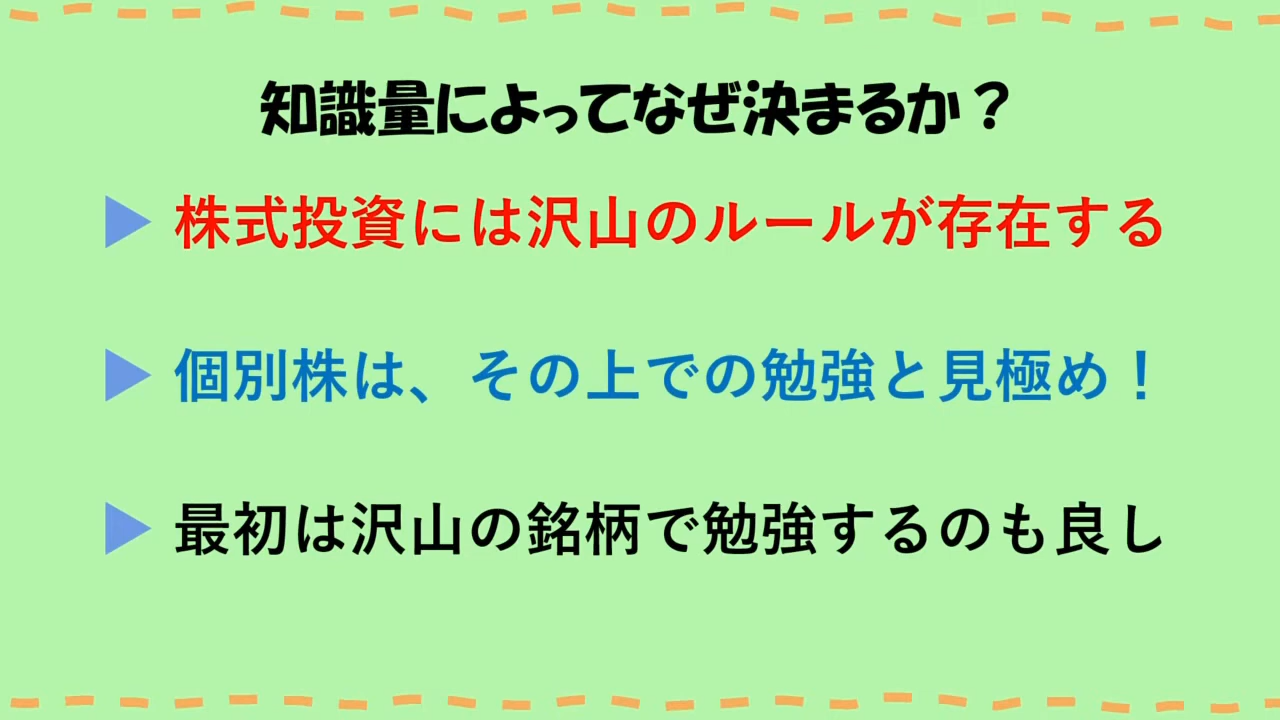 知識量によってなぜ決まるか？
株式投資には沢山のルールが存在する
個別株は、その上での勉強と見極め！
最初は沢山の銘柄で勉強するのも良し